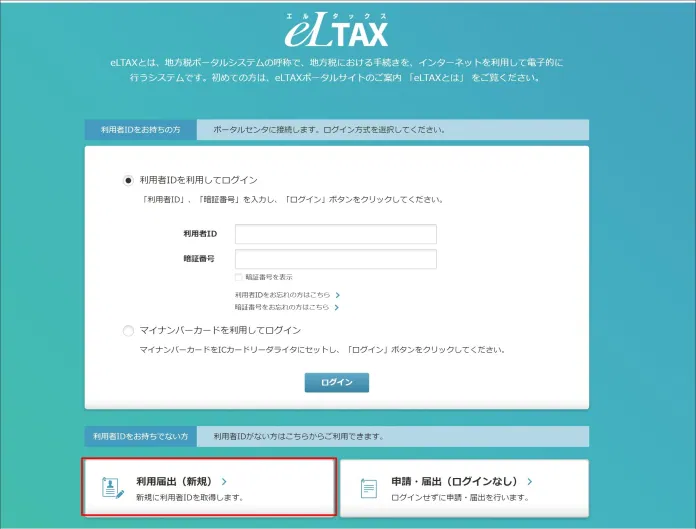 エルタックス
eLTAX
eLTAXとは、地方税ポータルシステムの呼称で、地方税における手続きを、インターネットを利用して電子的に
行うシステムです。初めての方は、eLTAXポータルサイトのご案内 「eLTAXとは」 をご覧ください。
利用者IDをお持ちの方
ポータルセンタに接続します。ログイン方式を選択してください。
利用者IDを利用してログイン
「利用者ID」、「暗証番号」を入力し、「ログイン」ボタンをクリックしてください。
利用者ID
暗証番号
暗証番号を表示
利用者IDをお忘れの方はこちら
暗証番号をお忘れの方はこちら
マイナンバーカードを利用してログイン
マイナンバーカードをICカードリーダライタにセットし、「ログイン」ボタンをクリックしてください。
ログイン
利用者IDをお持ちでない方
利用者IDがない方はこちらからご利用できます。
利用届出（新規）
新規に利用者IDを取得します。
申請・届出（ログインなし）
ログインせずに申請・届出を行います。